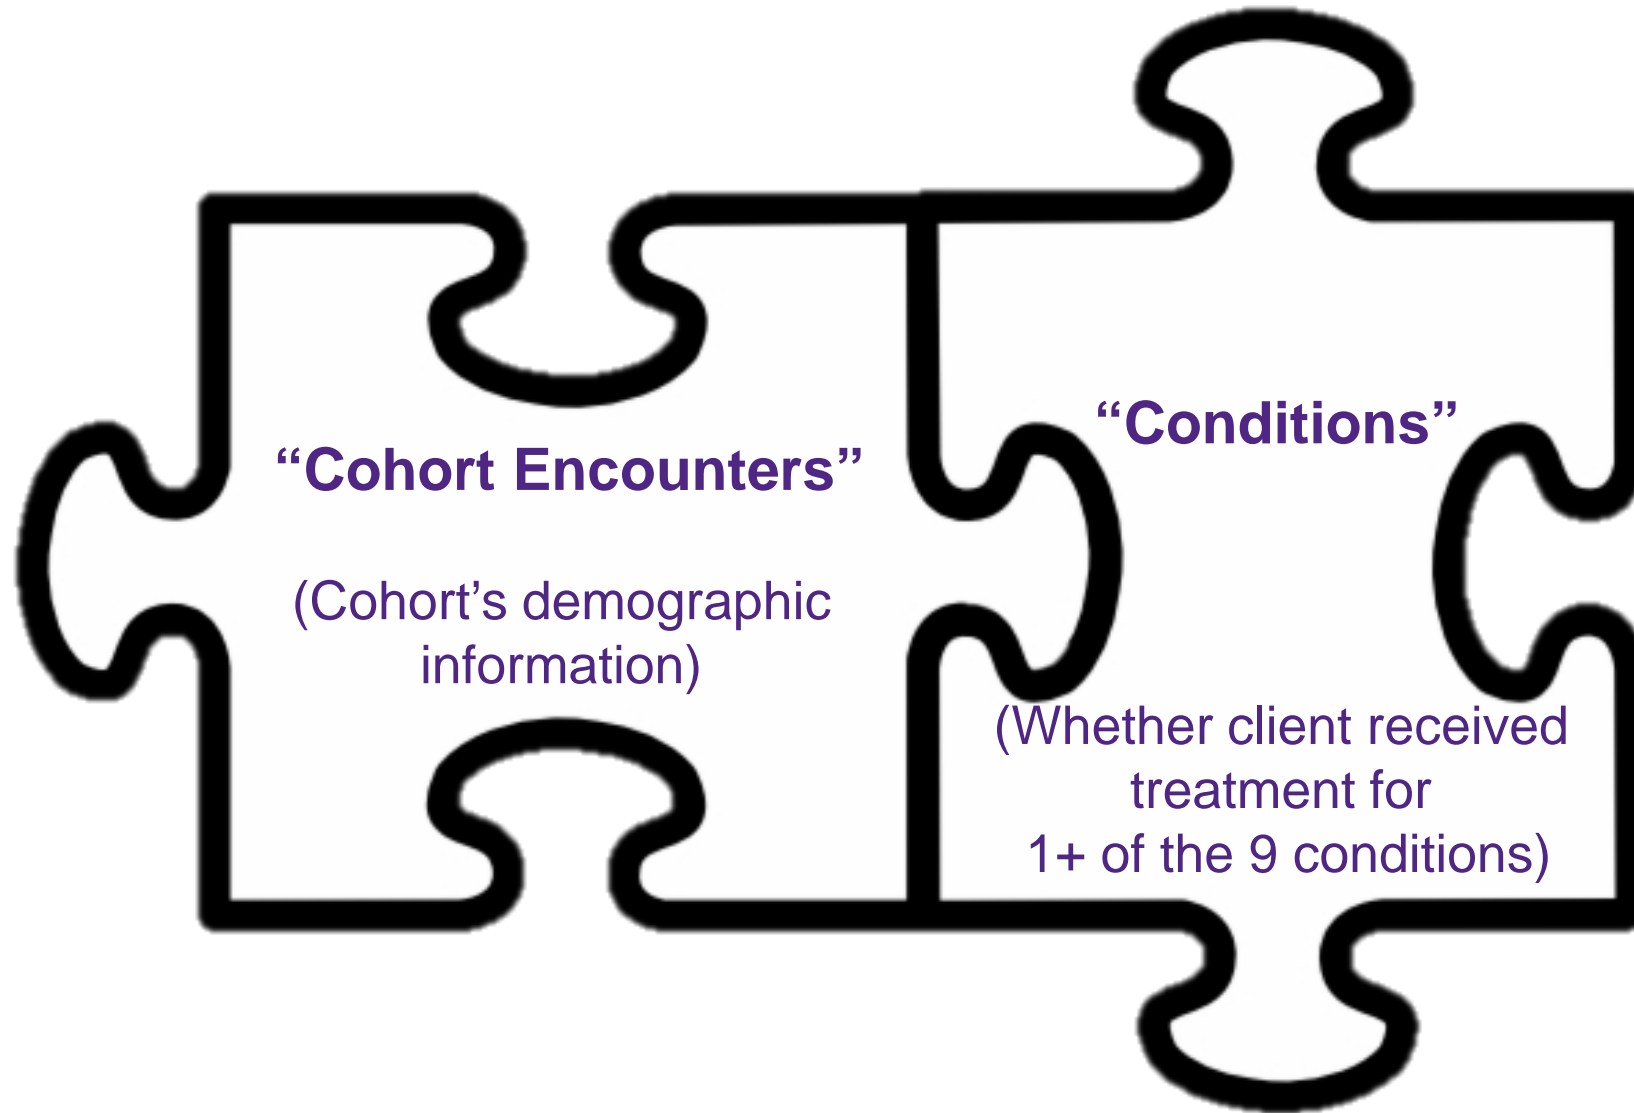 “Cohort Encounters”
(Cohort’s demographic
information)
“Conditions”
(Whether client received
treatment for
1+ of the 9 conditions)